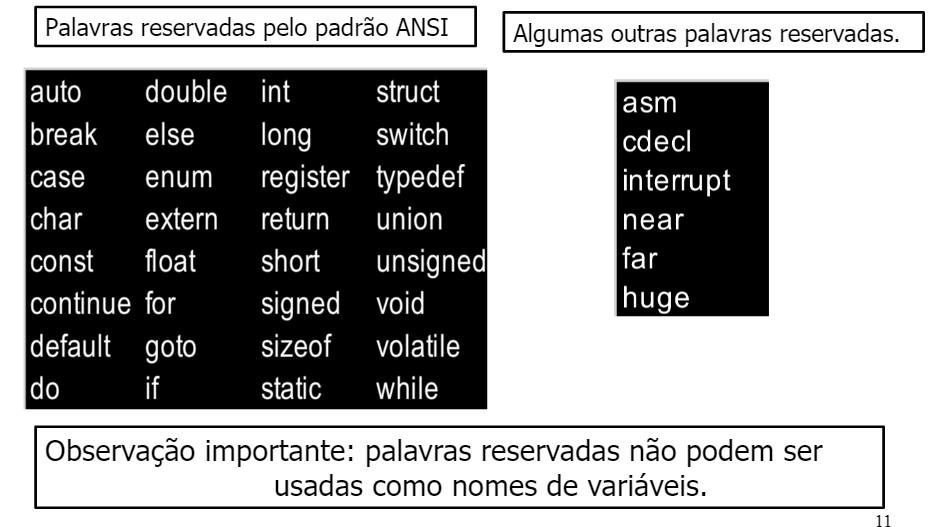 Palavras reservadas pelo padrão ANSI
Algumas outras palavras reservadas.
auto double int struct
break else long switch
case enum register typedef
char extern return union
const float short unsigned
continue for signed void
default goto sizeof volatile
do if static while
asm
cdecl
interrupt
near
far
huge
Observação importante: palavras reservadas não podem ser
usadas como nomes de variáveis.
11